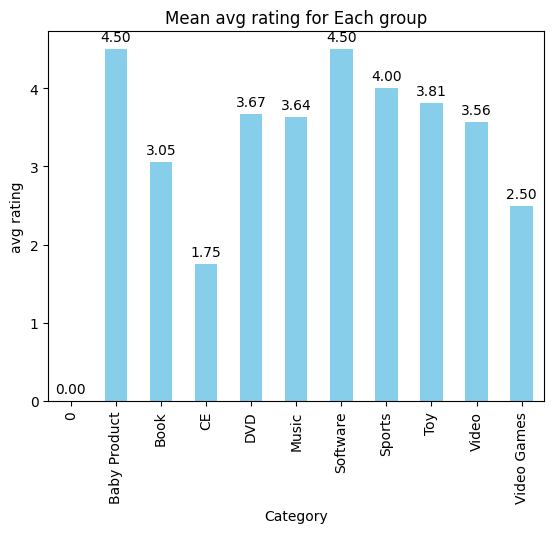 Mean avg rating for Each group
avg rating
4
3
2
1
0
0.00
4.50
3.05
1.75
3.67
3.64
4.50
4.00
3.81
3.56
2.50
0
Baby Product
Book
CE
DVD
Music
Software
Sports
Toy
Video
Video Games
Category